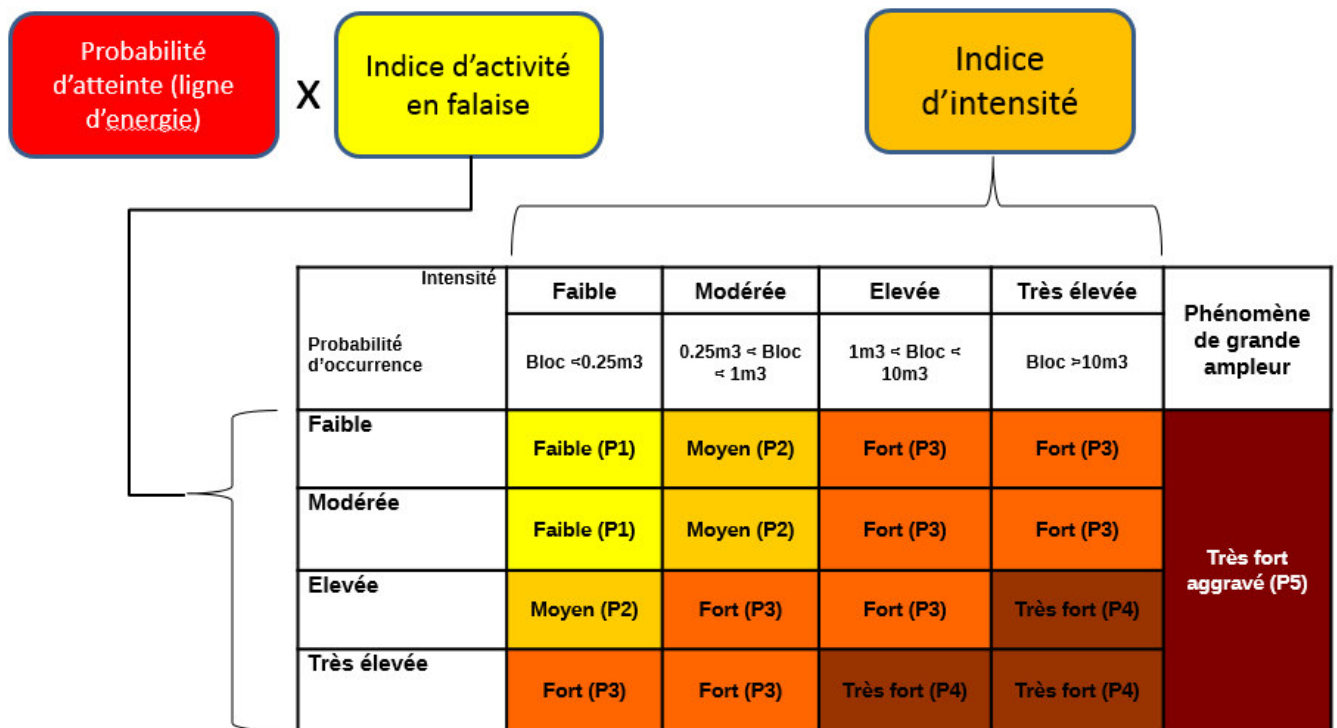 Probabilité
d'atteinte (ligne
d'energie)
X
Indice d'activité
en falaise
Indice
d'intensité
Intensité
Probabilité
d'occurrence
Faible
Modérée
Elevée
Très élevée
Phénomène
de grande
ampleur
Bloc <0.25m3
0.25m3 < Bloc
< 1m3
1m3 < Bloc <
10m3
Bloc >10m3
Faible
Faible (P1)
Moyen (P2)
Fort (P3)
Fort (P3)
Modérée
Faible (P1)
Moyen (P2)
Fort (P3)
Fort (P3)
Très fort
aggravé (P5)
Elevée
Moyen (P2)
Fort (P3)
Fort (P3)
Très fort (P4)
Très élevée
Fort (P3)
Fort (P3)
Très fort (P4)
Très fort (P4)